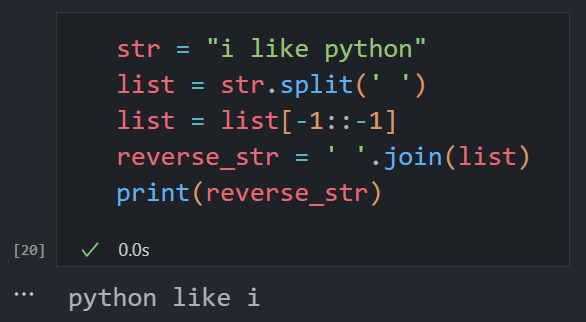 str = "i like python"
list = str.split(' ')
list = list[-1::-1]
reverse_str = ' '.join(list)
print(reverse_str)
[20] ✓ 0.0s
··· python like i